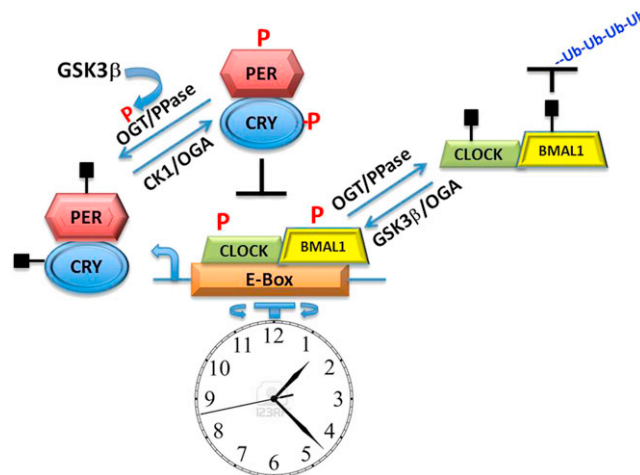 P
PER
CRY
P
GSK3β
P
OGT/PPase
CK1/OGA
PER
CRY
P
P
CLOCK
BMAL1
E-Box
OGT/PPase
GSK3β/OGA
CLOCK
BMAL1
--Ub-Ub-Ub-Ub
12
1
2
3
4
5
6
7
8
9
10
11
123RF